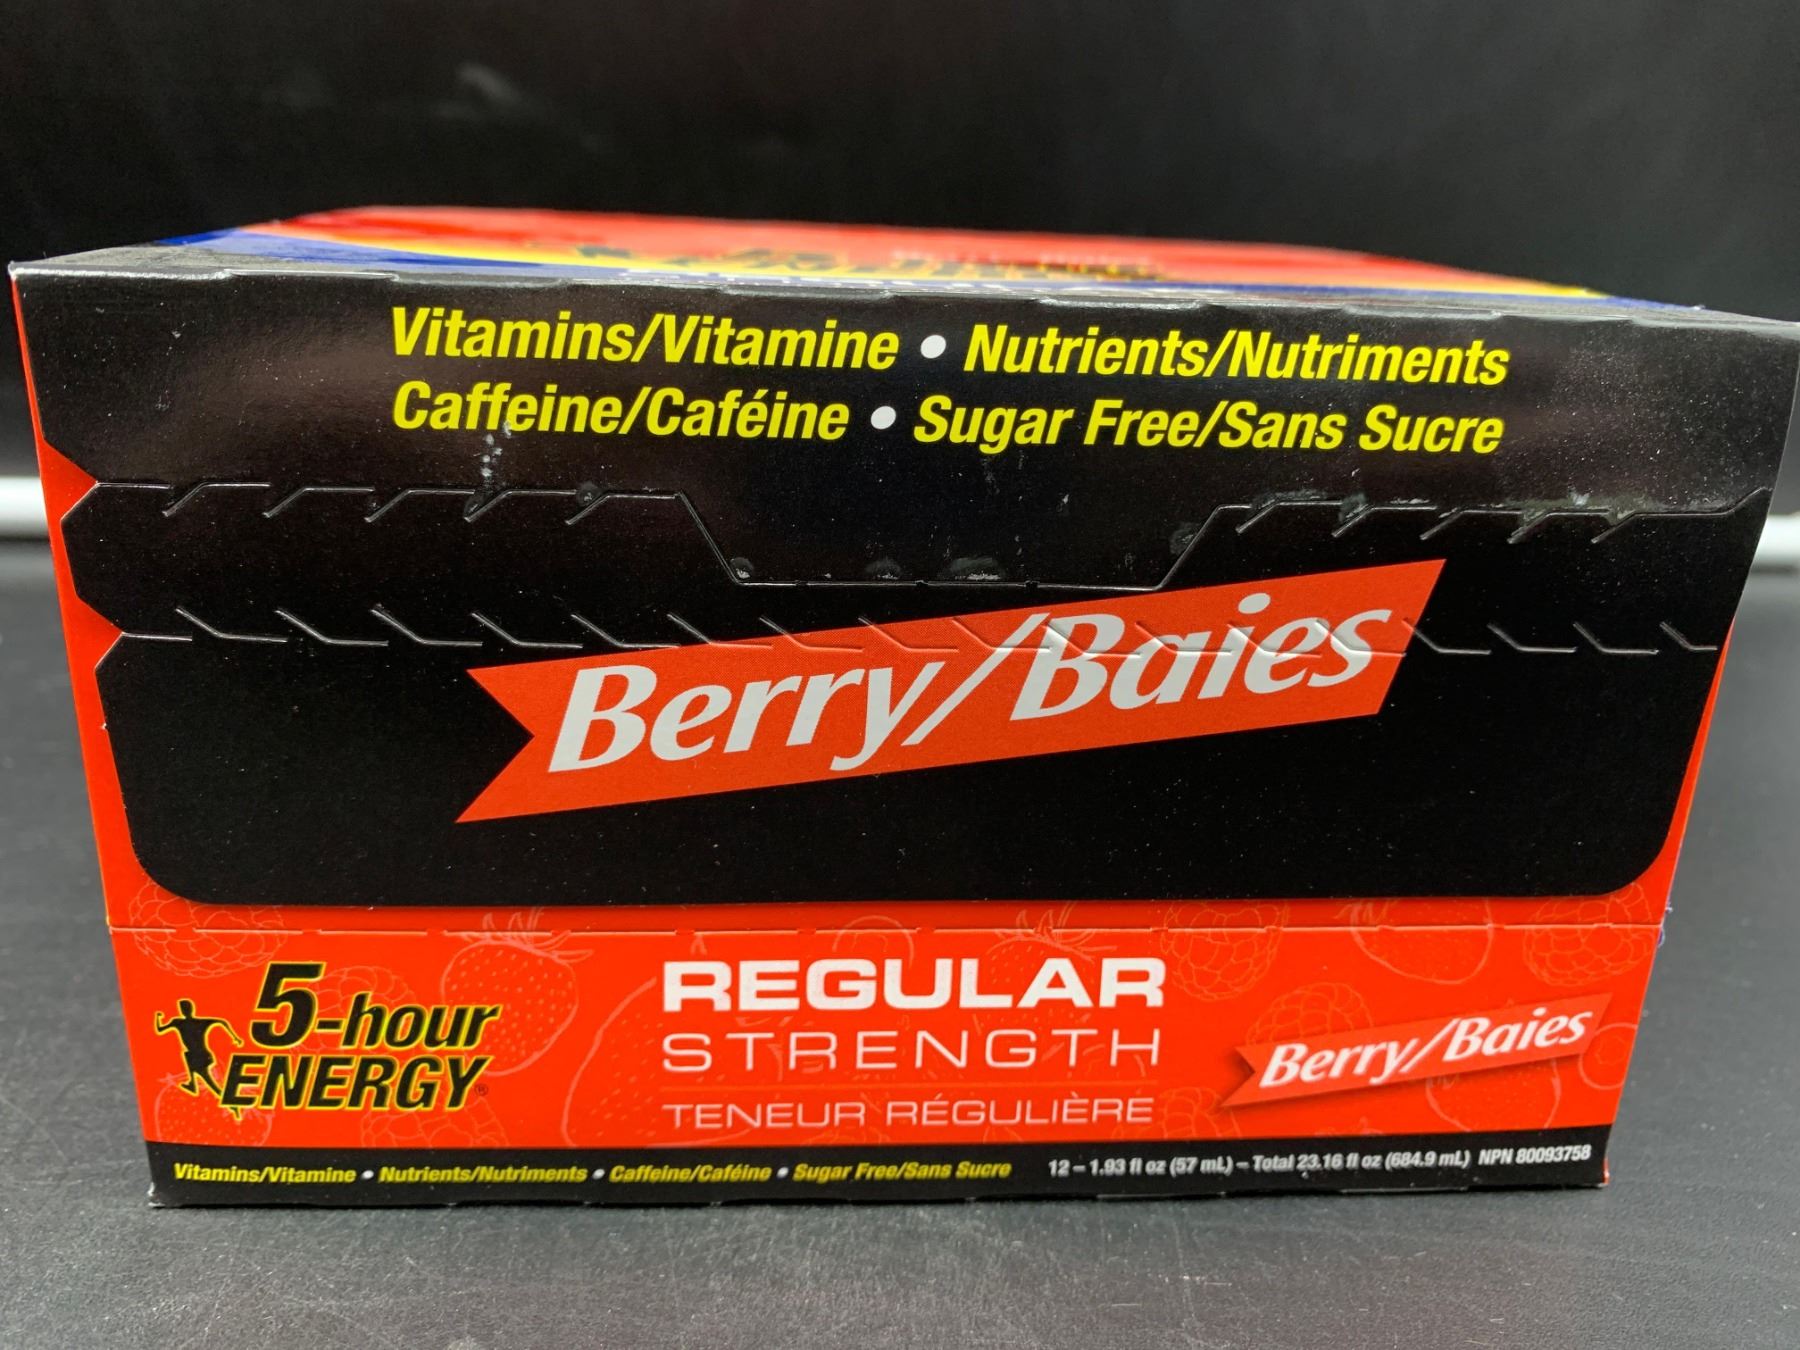 Vitamins/Vitamine • Nutrients/Nutriments
Caffeine/Caféine • Sugar Free/Sans Sucre
Berry/Baies
5-hour
ENERGY®
REGULAR
STRENGTH
TENEUR RÉGULIÈRE
Berry/Baies
Vitamins/Vitamine • Nutrients/Nutriments • Caffeine/Caféine • Sugar Free/Sans Sucre
12 – 1.93 fl oz (57 mL) – Total 23.16 fl oz (684.9 mL) NPN 80093758